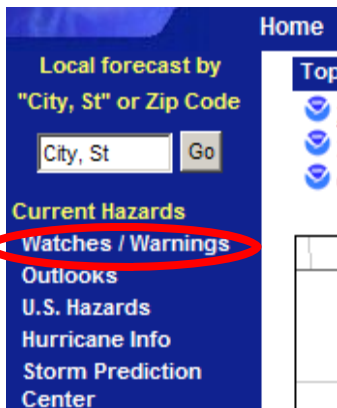 Home
Local forecast by
"City, St" or Zip Code
City, St Go
Top
Current Hazards
Watches / Warnings
Outlooks
U.S. Hazards
Hurricane Info
Storm Prediction
Center